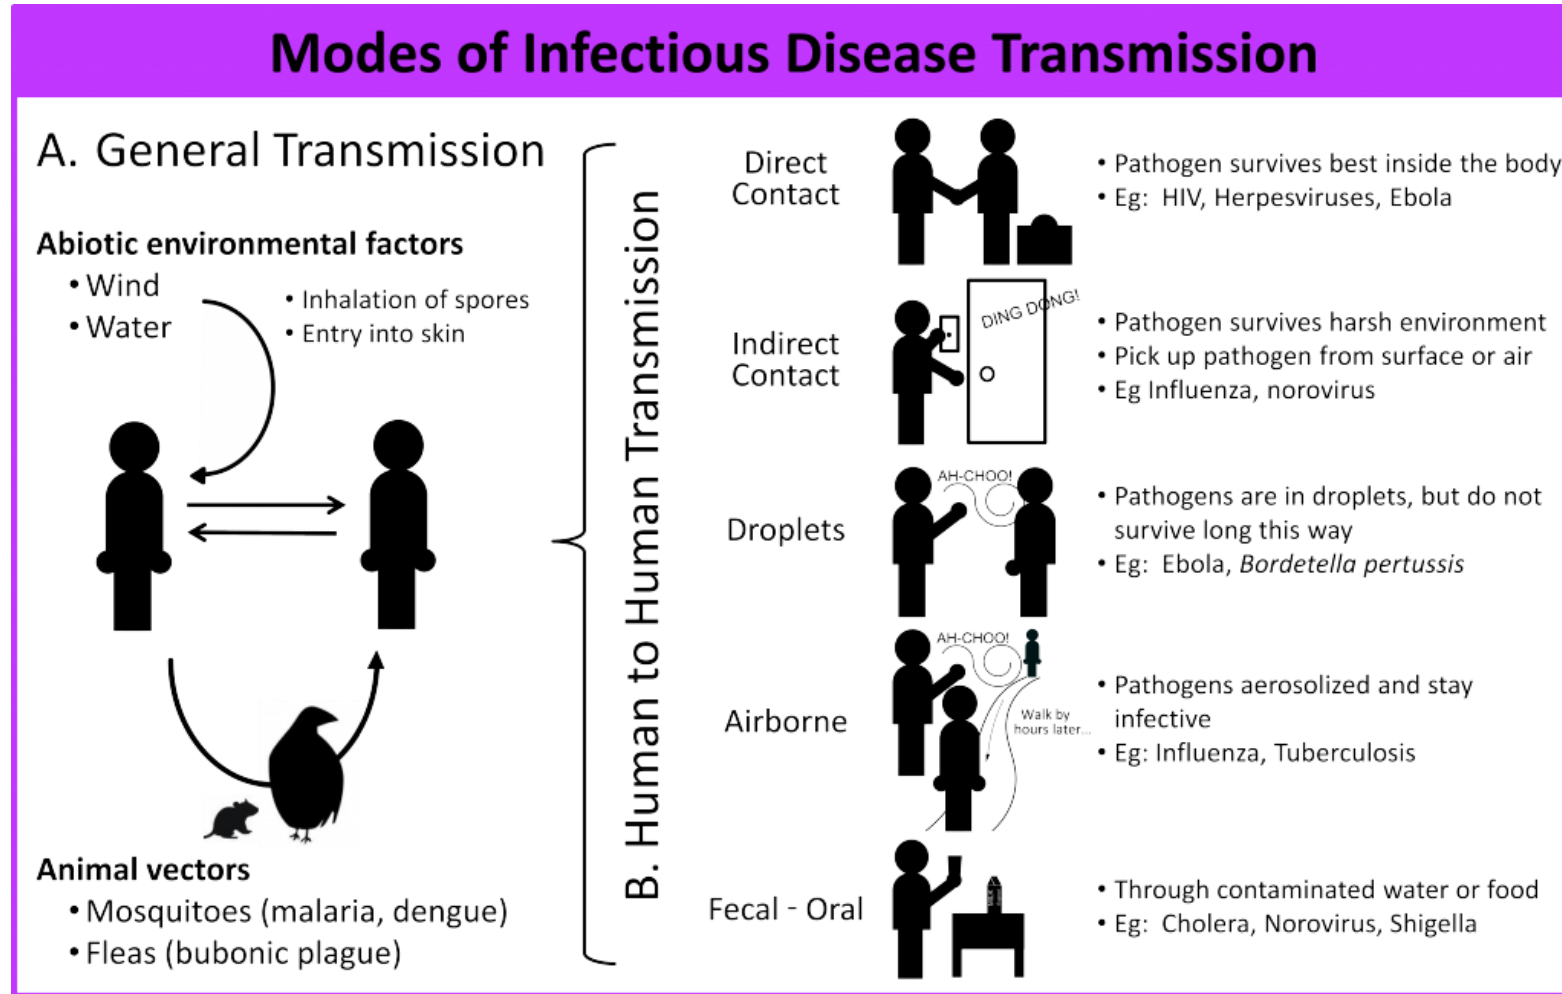 Modes of Infectious Disease Transmission
A. General Transmission
Abiotic environmental factors
• Wind
• Water
• Inhalation of spores
• Entry into skin
Animal vectors
• Mosquitoes (malaria, dengue)
• Fleas (bubonic plague)
B. Human to Human Transmission
Direct
Contact
• Pathogen survives best inside the body
• Eg: HIV, Herpesviruses, Ebola
Indirect
Contact
DING DONG!
• Pathogen survives harsh environment
• Pick up pathogen from surface or air
• Eg Influenza, norovirus
Droplets
AH-CHOO!
• Pathogens are in droplets, but do not
survive long this way
• Eg: Ebola, Bordetella pertussis
Airborne
AH-CHOO!
Walk by
hours later...
• Pathogens aerosolized and stay
infective
• Eg: Influenza, Tuberculosis
Fecal - Oral
• Through contaminated water or food
• Eg: Cholera, Norovirus, Shigella